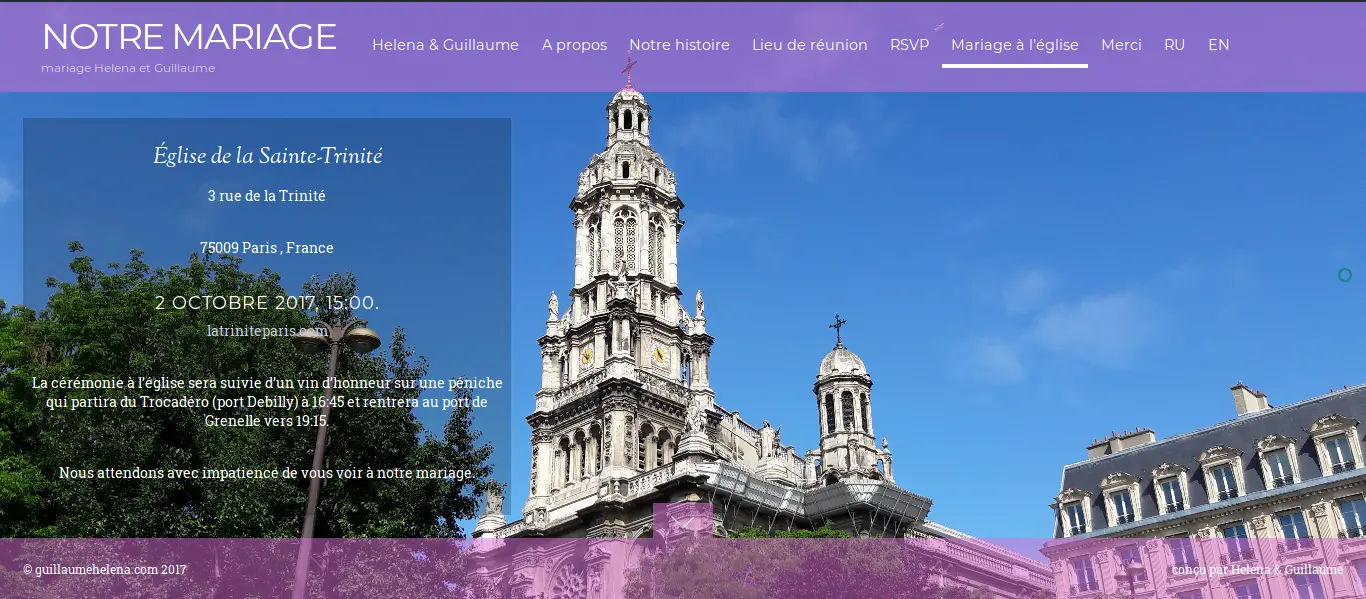 NOTRE MARIAGE
mariage Helena et Guillaume
Helena & Guillaume
A propos
Notre histoire
Lieu de réunion
RSVP
Mariage à l'église
Merci
RU
EN
Église de la Sainte-Trinité
3 rue de la Trinité
75009 Paris , France
2 OCTOBRE 2017, 15:00.
latriniteparis.com
La cérémonie à l'église sera suivie d'un vin d'honneur sur une péniche
qui partira du Trocadéro (port Debilly) à 16:45 et rentrera au port de
Grenelle vers 19:15.
Nous attendons avec impatience de vous voir à notre mariage.
© guillaumehelena.com 2017
conçu par Helena & Guillaume